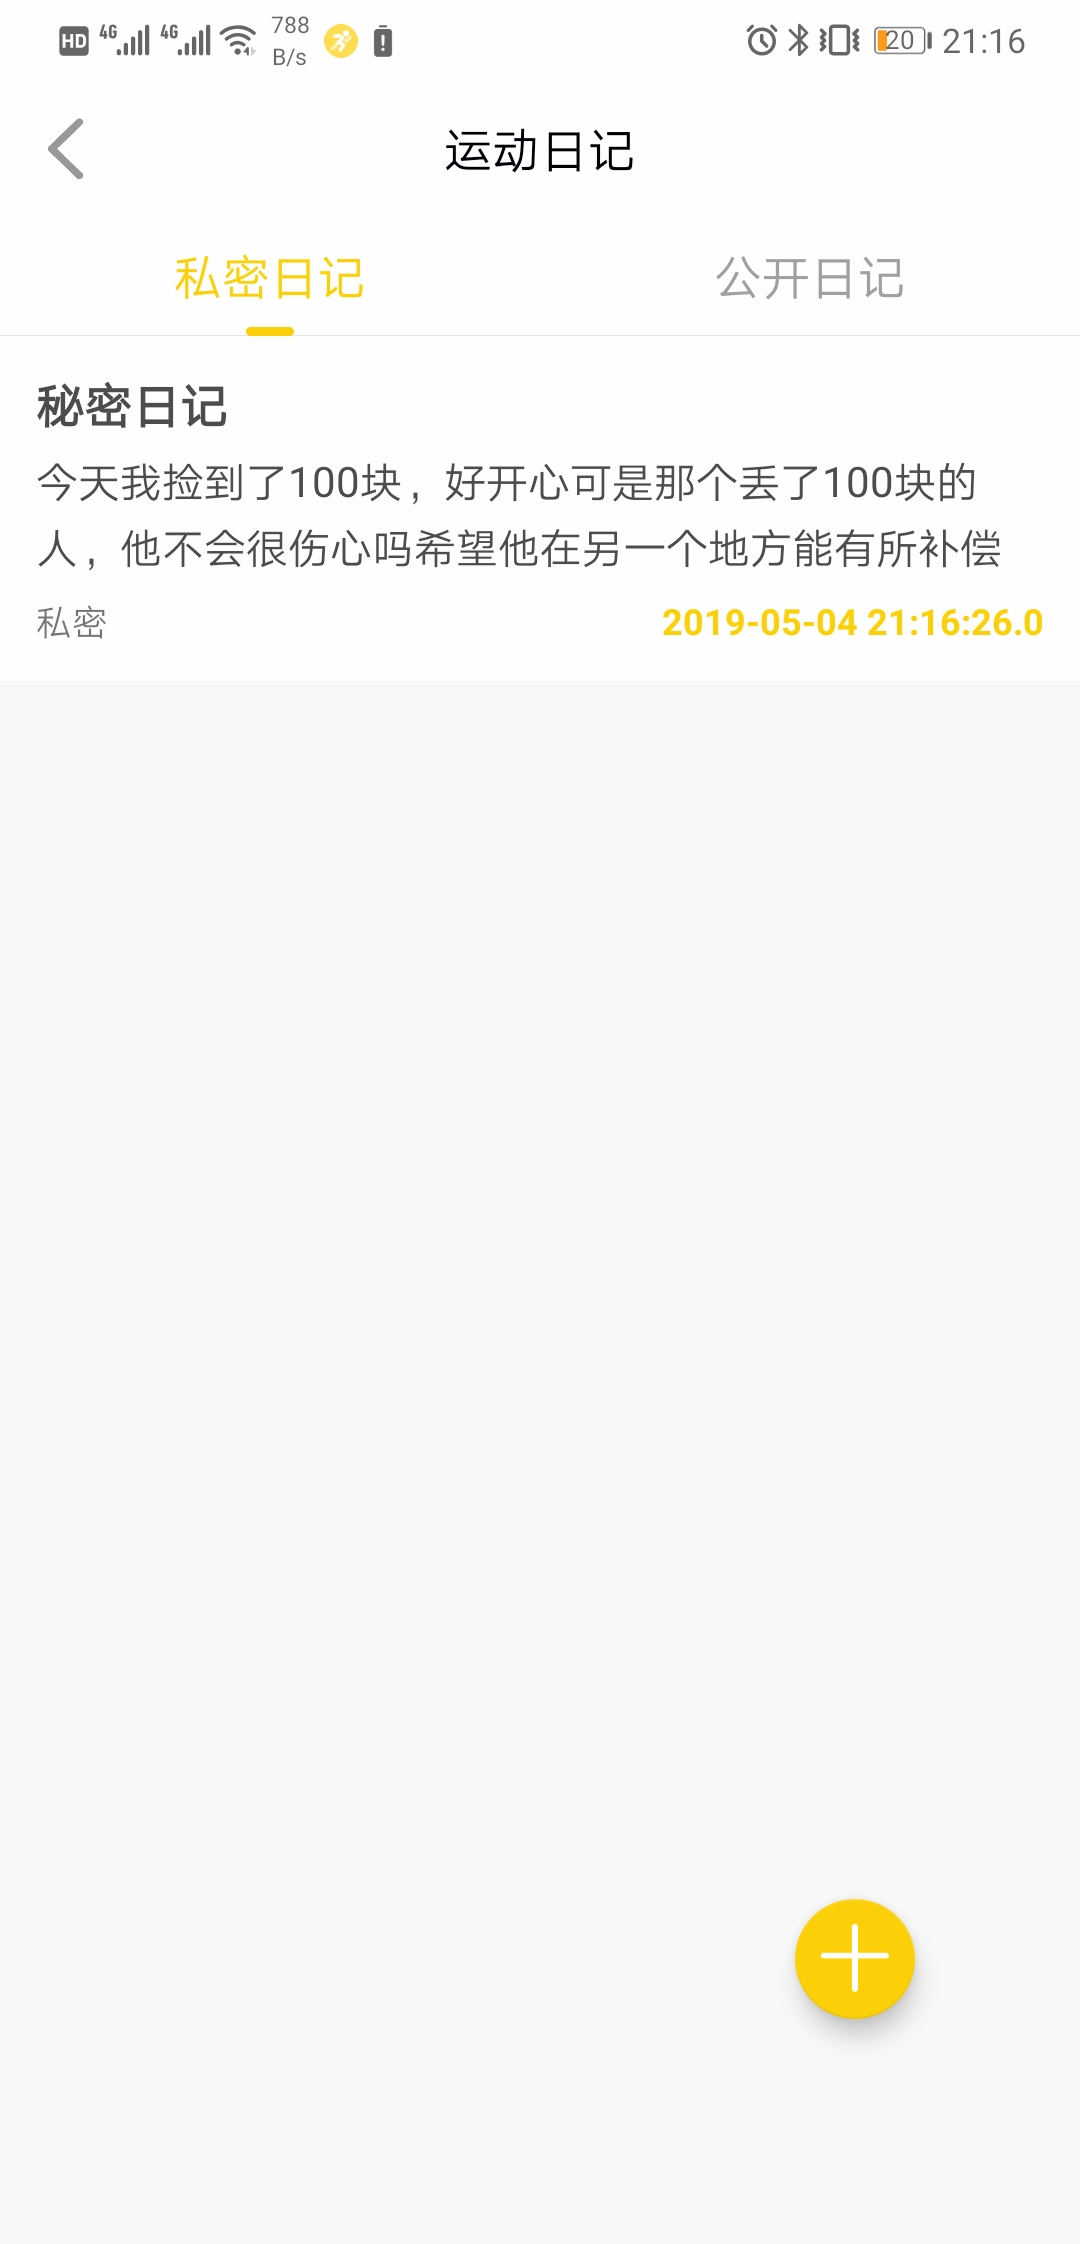 HD 4G 4G 788 B/s 20 21:16
运动日记
私密日记 公开日记
秘密日记
今天我捡到了100块，好开心可是那个丢了100块的
人，他不会很伤心吗希望他在另一个地方能有所补偿
私密 2019-05-04 21:16:26.0